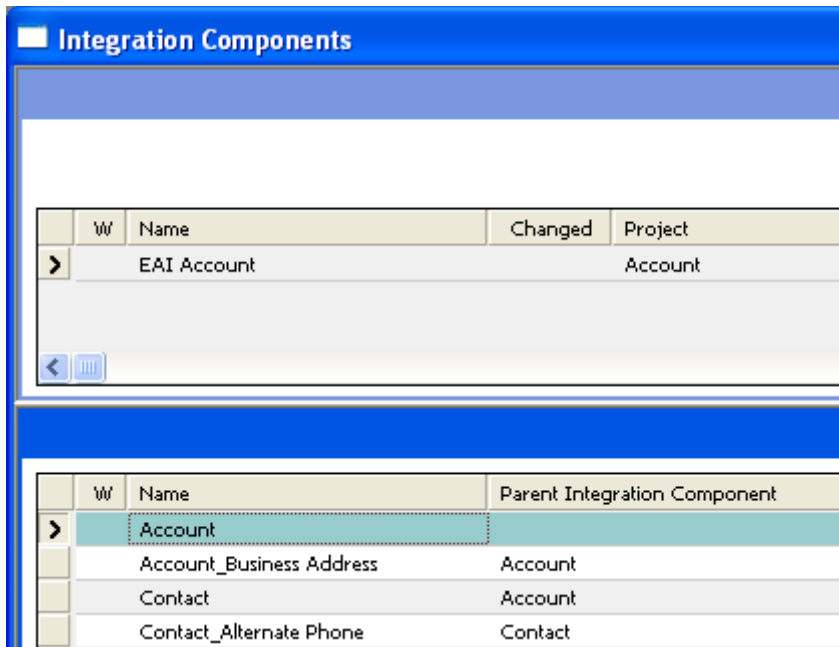 Integration Components
W Name Changed Project
EAI Account Account
W Name Parent Integration Component
Account
Account_Business Address Account
Contact Account
Contact_Alternate Phone Contact